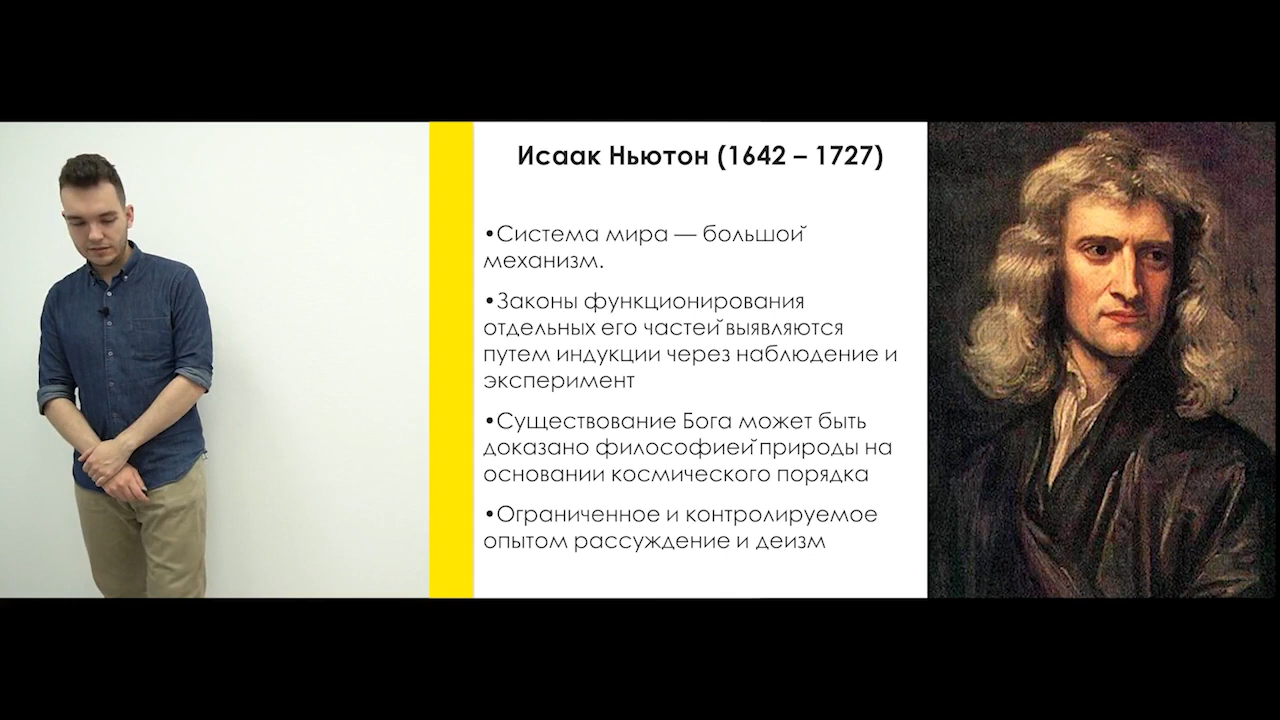 Исаак Ньютон (1642 – 1727)
•Система мира — большой
механизм.
•Законы функционирования
отдельных его частей выявляются
путем индукции через наблюдение и
эксперимент
•Существование Бога может быть
доказано философией природы на
основании космического порядка
•Ограниченное и контролируемое
опытом рассуждение и деизм